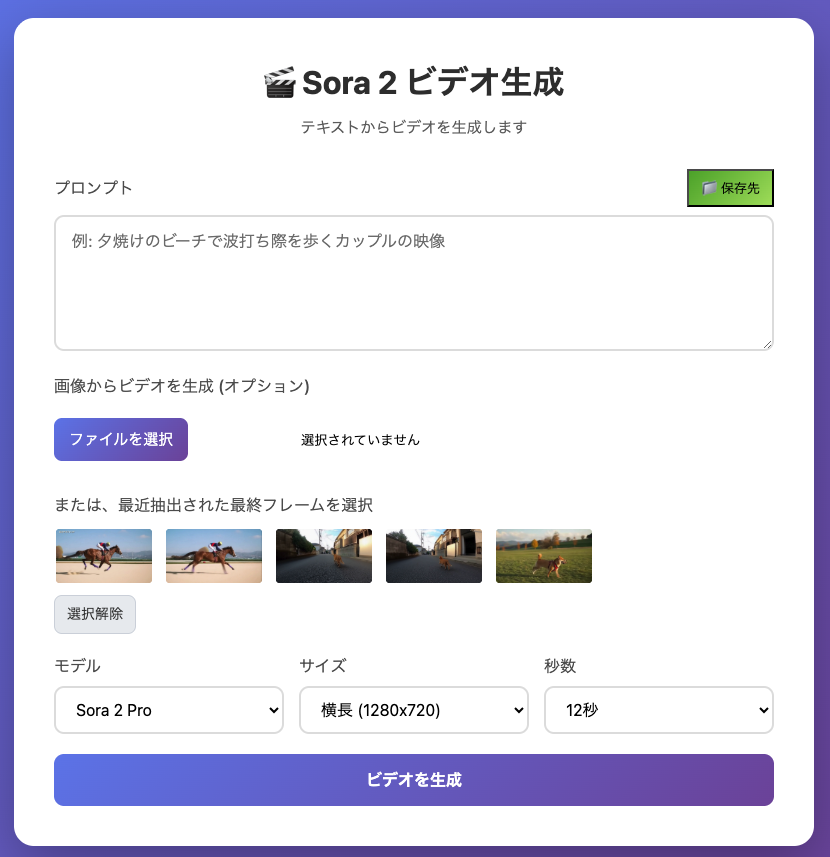 🎬 Sora 2 ビデオ生成
テキストからビデオを生成します
プロンプト
📁 保存先
例: 夕焼けのビーチで波打ち際を歩くカップルの映像
画像からビデオを生成 (オプション)
ファイルを選択 選択されていません
または、最近抽出された最終フレームを選択
選択解除
モデル サイズ 秒数
Sora 2 Pro 横長 (1280x720) 12秒
ビデオを生成